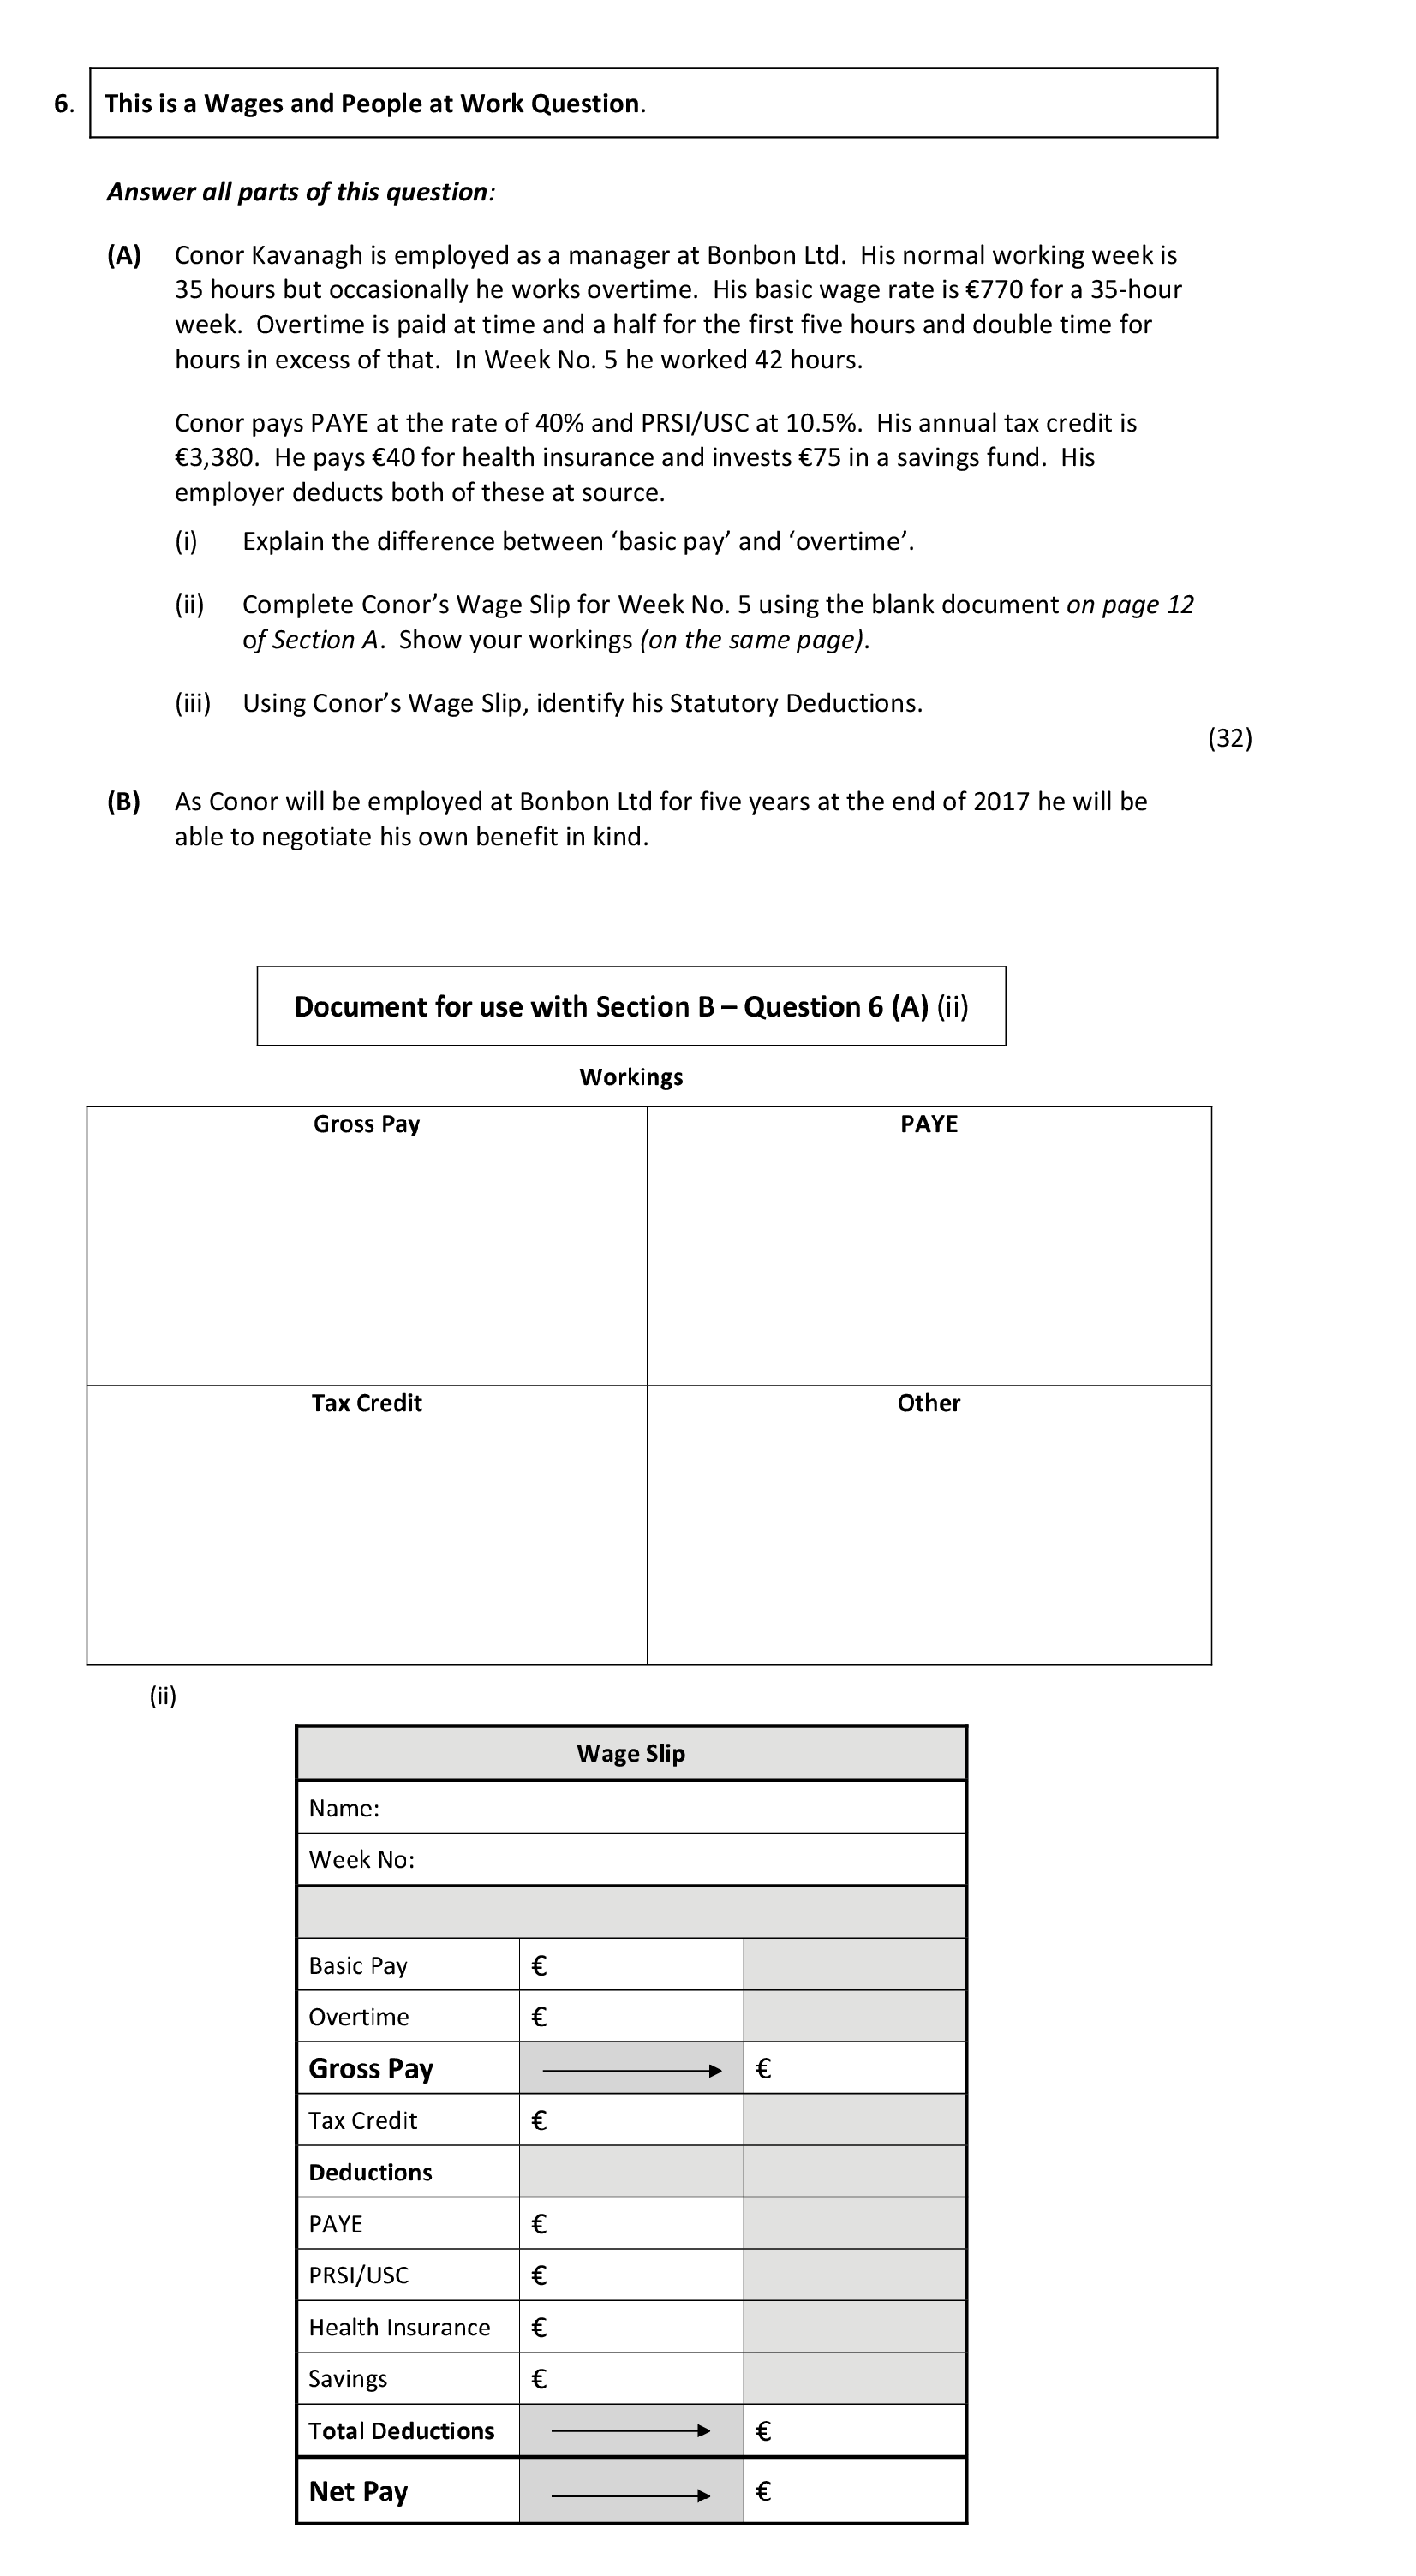 6. This is a Wages and People at Work Question.
Answer all parts of this question:
(A) Conor Kavanagh is employed as a manager at Bonbon Ltd. His normal working week is
35 hours but occasionally he works overtime. His basic wage rate is €770 for a 35-hour
week. Overtime is paid at time and a half for the first five hours and double time for
hours in excess of that. In Week No. 5 he worked 42 hours.
Conor pays PAYE at the rate of 40% and PRSI/USC at 10.5%. His annual tax credit is
€3,380. He pays €40 for health insurance and invests €75 in a savings fund. His
employer deducts both of these at source.
(i) Explain the difference between ‘basic pay’ and ‘overtime’.
(ii) Complete Conor’s Wage Slip for Week No. 5 using the blank document on page 12
of Section A. Show your workings (on the same page).
(iii) Using Conor’s Wage Slip, identify his Statutory Deductions.
(32)
(B) As Conor will be employed at Bonbon Ltd for five years at the end of 2017 he will be
able to negotiate his own benefit in kind.
Document for use with Section B – Question 6 (A) (ii)
Workings
Gross Pay PAYE
Tax Credit Other
(ii)
Wage Slip
Name:
Week No:
Basic Pay €
Overtime €
Gross Pay €
Tax Credit €
Deductions
PAYE €
PRSI/USC €
Health Insurance €
Savings €
Total Deductions €
Net Pay €